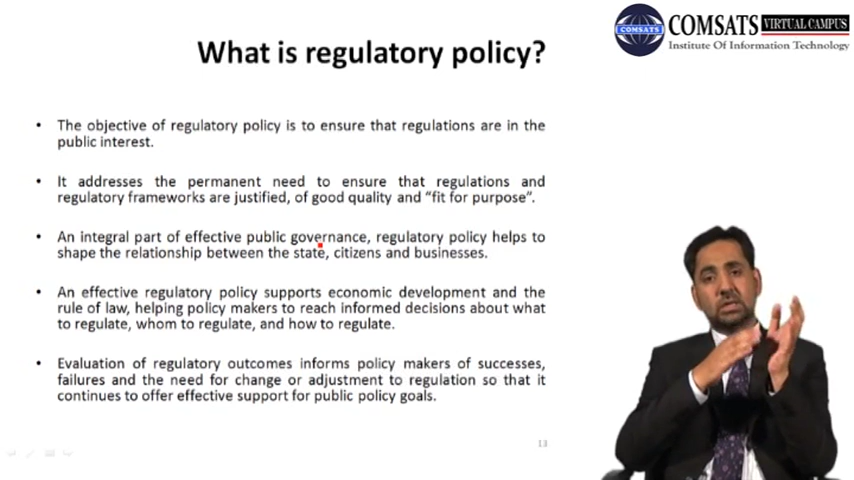 COMSATS VIRTUAL CAMPUS
COMSATS
Institute Of Information Technology
What is regulatory policy?
• The objective of regulatory policy is to ensure that regulations are in the
public interest.
• It addresses the permanent need to ensure that regulations and
regulatory frameworks are justified, of good quality and “fit for purpose”.
• An integral part of effective public governance, regulatory policy helps to
shape the relationship between the state, citizens and businesses.
• An effective regulatory policy supports economic development and the
rule of law, helping policy makers to reach informed decisions about what
to regulate, whom to regulate, and how to regulate.
• Evaluation of regulatory outcomes informs policy makers of successes,
failures and the need for change or adjustment to regulation so that it
continues to offer effective support for public policy goals.
13